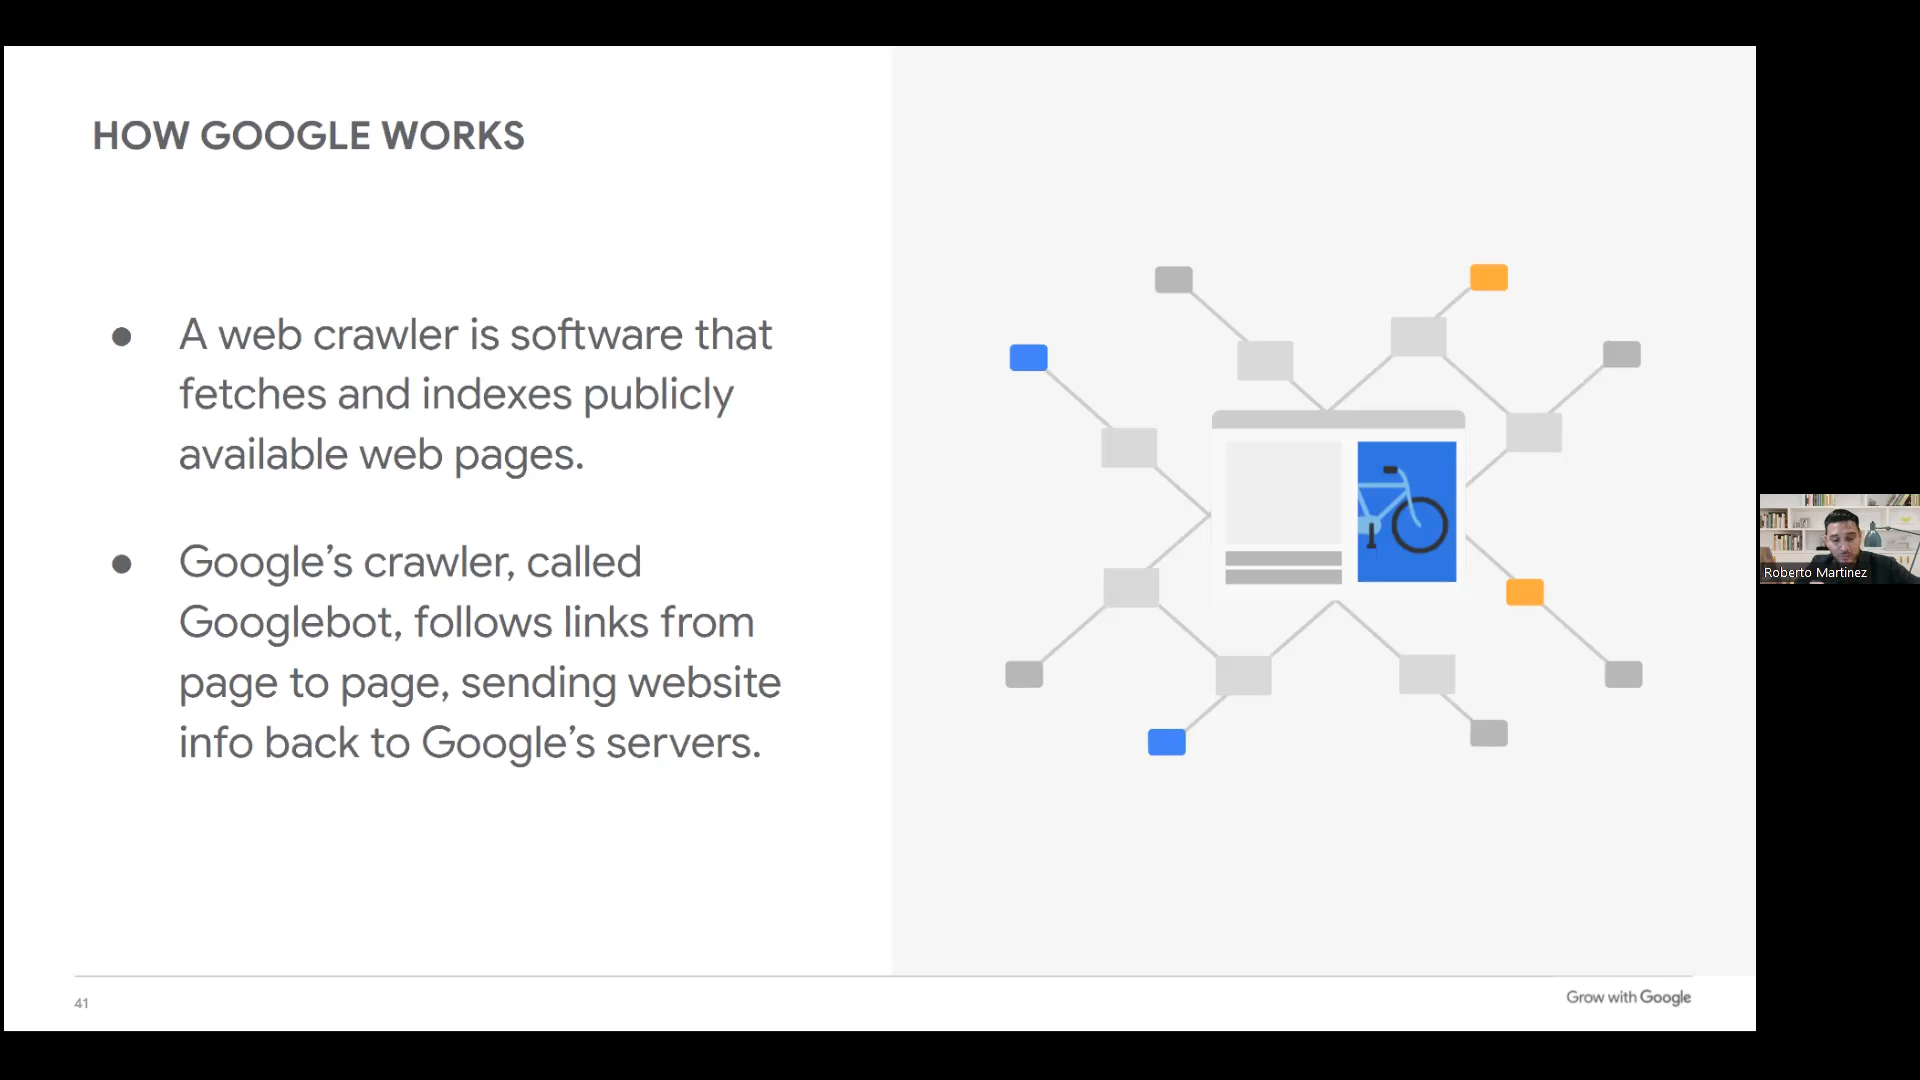 HOW GOOGLE WORKS
● A web crawler is software that
fetches and indexes publicly
available web pages.
● Google’s crawler, called
Googlebot, follows links from
page to page, sending website
info back to Google’s servers.
Roberto Martinez
41
Grow with Google